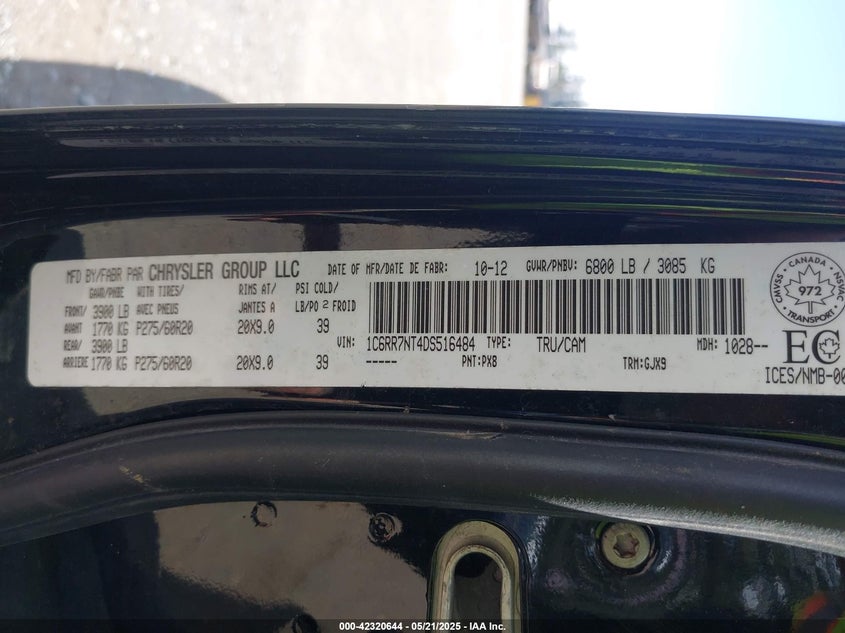 MFD BY/FABR PAR CHRYSLER GROUP LLC DATE OF MFR/DATE DE FABR: 10-12 GVWR/PNBV: 6800 LB / 3085 KG
GAWR/PNBE WITH TIRES/ RIMS AT/ PSI COLD/
FRONT/ 3900 LB AVEC PNEUS JANTES A LB/PO 2 FROID
AVANT 1770 KG P275/60R20 20X9.0 39
REAR/ 3900 LB
ARRIERE 1770 KG P275/60R20 20X9.0 39
VIN: 1C6RR7NT4DS516484 TYPE: TRU/CAM MDH: 1028--
----- PNT:PXB TRM:GJX9
CMVSS • CANADA • NSVAC
972
TRANSPORT
EC
ICES/NMB-00
000-42320644 - 05/21/2025 - IAA Inc.